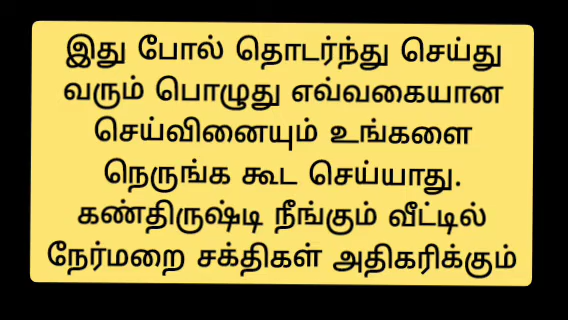 இது போல் தொடர்ந்து செய்து
வரும் பொழுது எவ்வகையான
செய்வினையும் உங்களை
நெருங்க கூட செய்யாது.
கண்திருஷ்டி நீங்கும் வீட்டில்
நேர்மறை சக்திகள் அதிகரிக்கும்